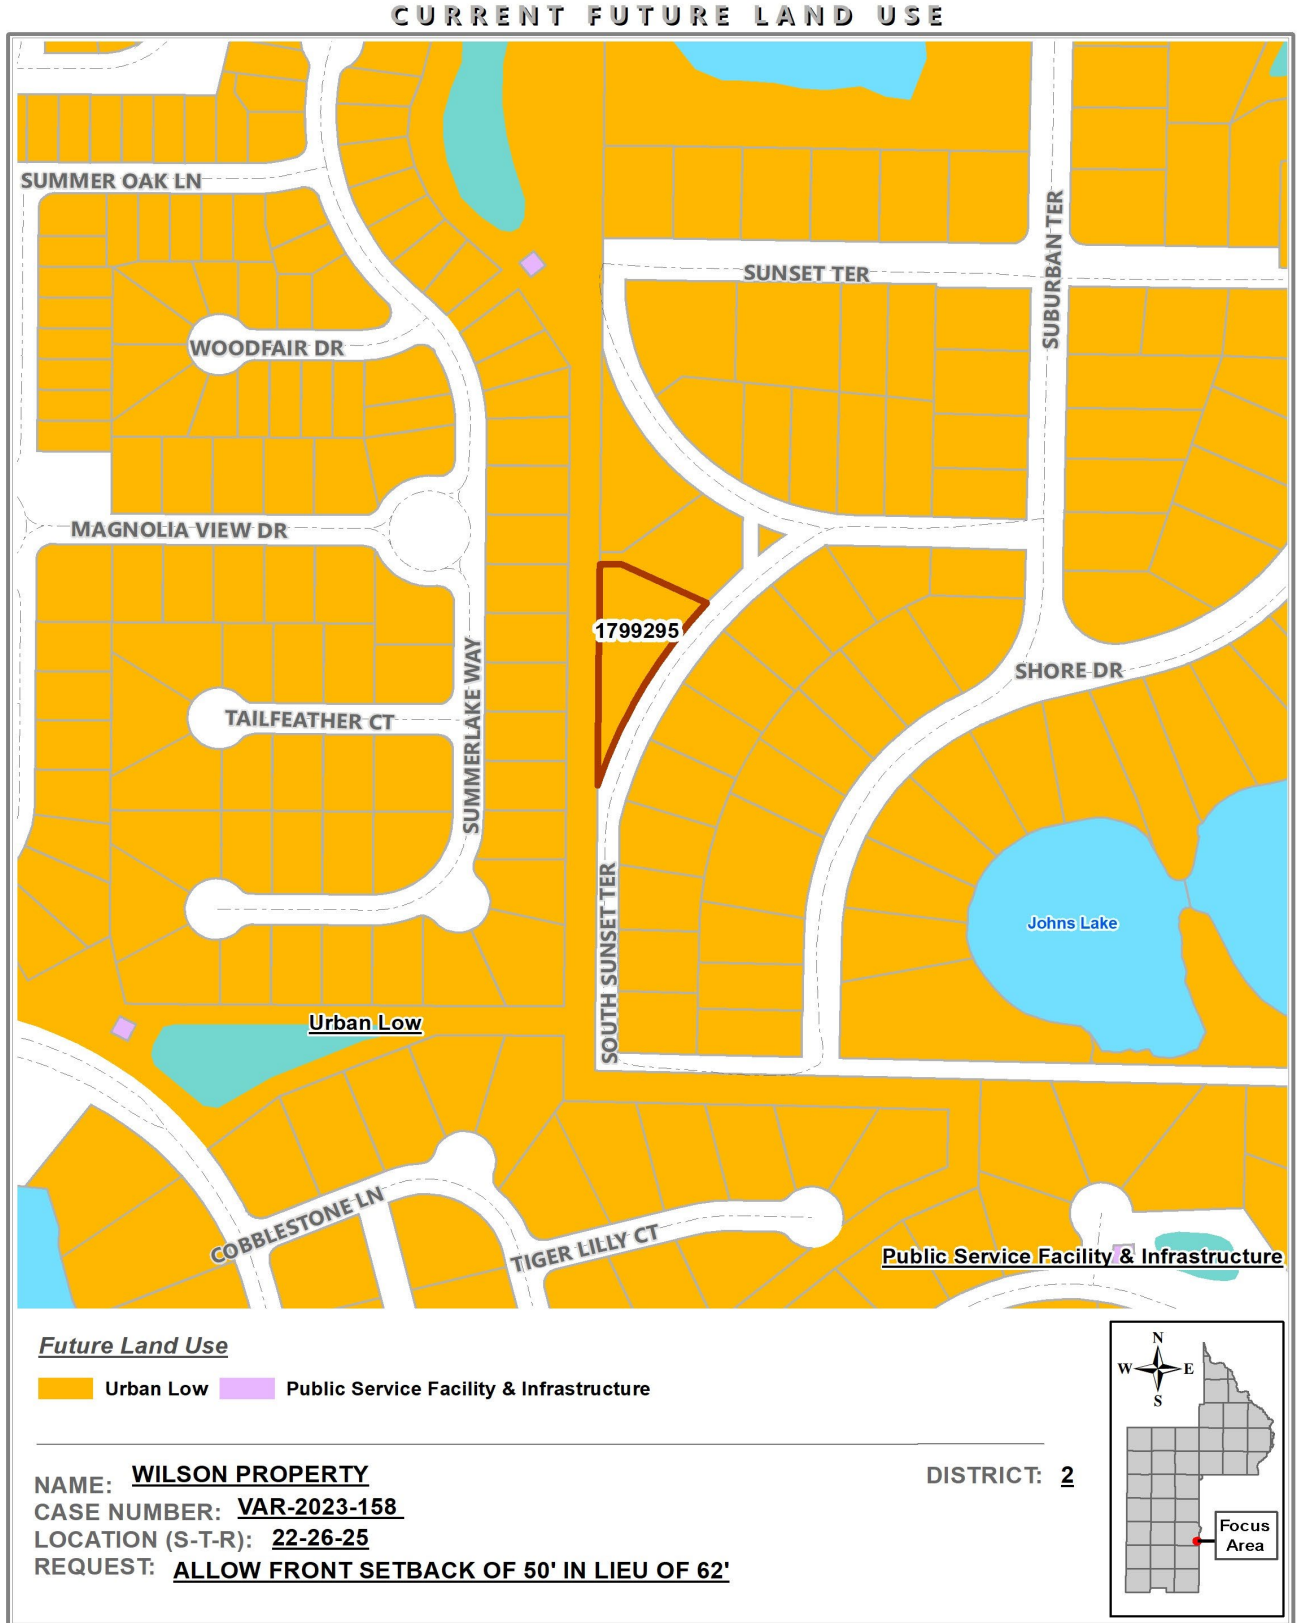 CURRENT FUTURE LAND USE
SUMMER OAK LN
SUBURBAN TER
SUNSET TER
WOODFAIR DR
MAGNOLIA VIEW DR
1799295
SUMMERLAKE WAY
SHORE DR
TAILFEATHER CT
SOUTH SUNSET TER
Johns Lake
Urban Low
COBBLESTONE LN
TIGER LILLY CT
Public Service Facility & Infrastructure
Future Land Use
Urban Low
Public Service Facility & Infrastructure
N
W E
S
Focus
Area
NAME: WILSON PROPERTY
DISTRICT: 2
CASE NUMBER: VAR-2023-158
LOCATION (S-T-R): 22-26-25
REQUEST: ALLOW FRONT SETBACK OF 50' IN LIEU OF 62'